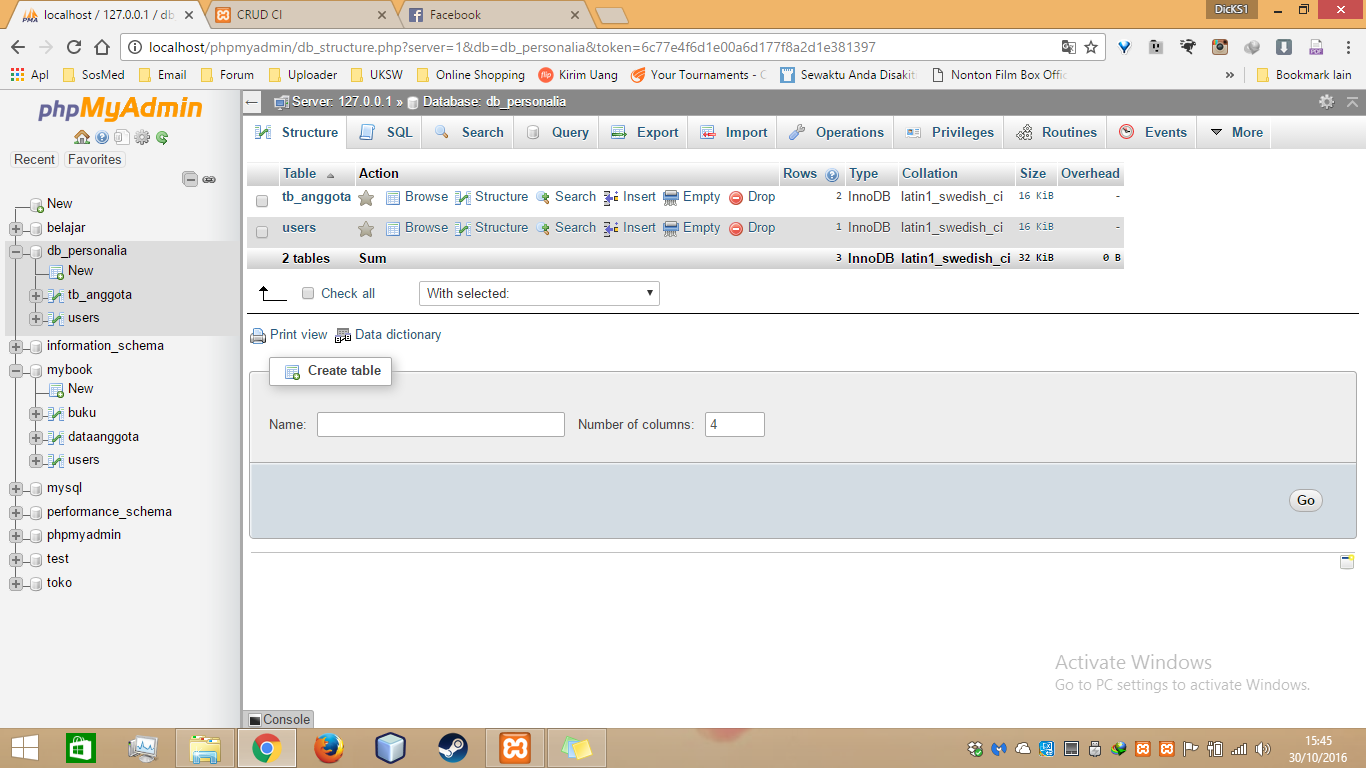 DicKS1
localhost / 127.0.0.1 / db
CRUD CI
Facebook
localhost/phpmyadmin/db_structure.php?server=1&db=db_personalia&token=6c77e4f6d1e00a6d177f8a2d1e381397
Apl SosMed Email Forum Uploader UKSW Online Shopping Kirim Uang Your Tournaments - C Sewaktu Anda Disakit Nonton Film Box Offic » Bookmark lain
phpMyAdmin
Recent Favorites
New
belajar
db_personalia
New
tb_anggota
users
information_schema
mybook
New
buku
dataanggota
users
mysql
performance_schema
phpmyadmin
test
toko
Server: 127.0.0.1 » Database: db_personalia
Structure SQL Search Query Export Import Operations Privileges Routines Events More
Table Action Rows Type Collation Size Overhead
tb_anggota Browse Structure Search Insert Empty Drop 2 InnoDB latin1_swedish_ci 16 KiB -
users Browse Structure Search Insert Empty Drop 1 InnoDB latin1_swedish_ci 16 KiB -
2 tables Sum 3 InnoDB latin1_swedish_ci 32 KiB 0 B
Check all With selected:
Print view Data dictionary
Create table
Name: Number of columns: 4
Go
Activate Windows
Go to PC settings to activate Windows.
Console
15:45
30/10/2016